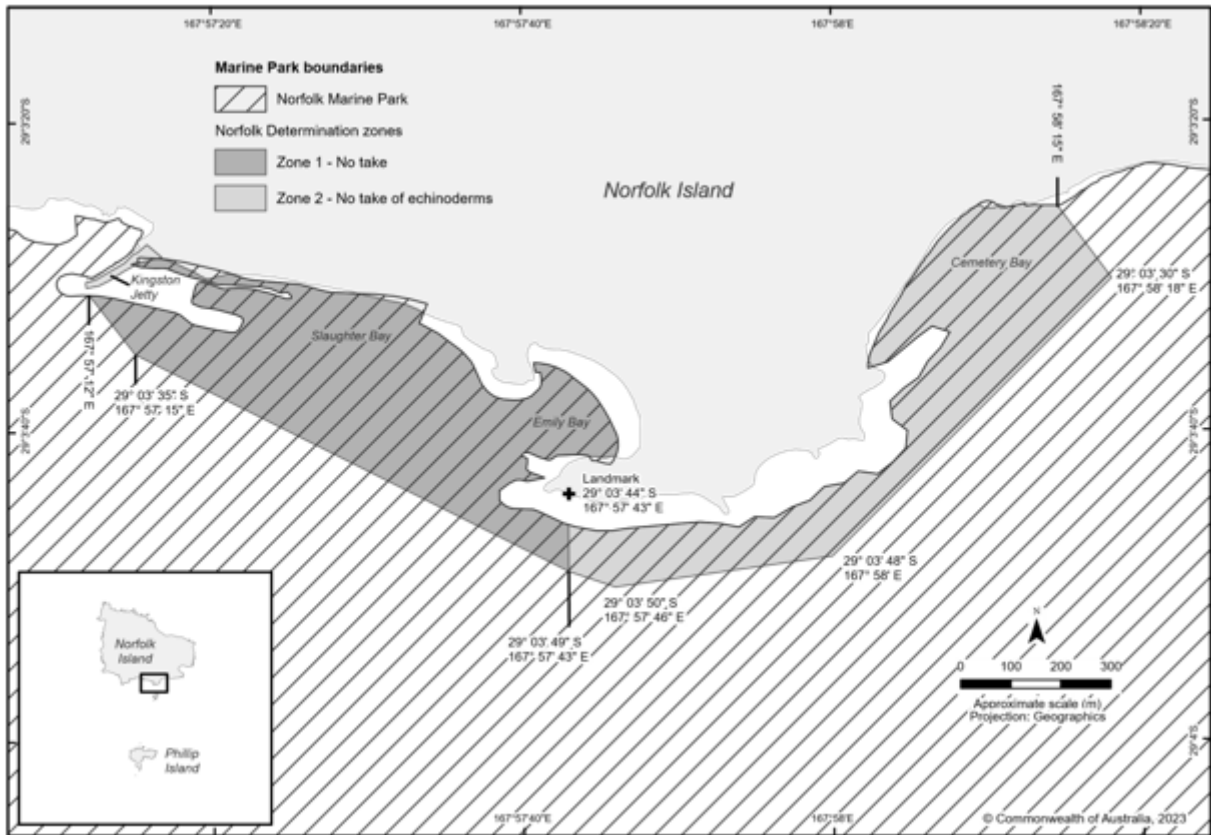 167°57'20"E
167°57'40"E
167°58'E
167°58'20"E
Marine Park boundaries
Norfolk Marine Park
Norfolk Determination zones
Zone 1 - No take
Zone 2 - No take of echinoderms
29°3'20"S
29°3'20"S
167° 58' 15" E
Norfolk Island
Kingston
Jetty
Cemetery Bay
29° 03' 30" S
167° 58' 18" E
Slaughter Bay
167° 57' 12" E
29° 03' 35" S
167° 57' 15" E
29°3'40"S
29°3'40"S
Emily Bay
Landmark
29° 03' 44" S
167° 57' 43" E
29° 03' 48" S
167° 58' E
29° 03' 50" S
167° 57' 46" E
29° 03' 49" S
167° 57' 43" E
Norfolk
Island
Phillip
Island
N
0 100 200 300
Approximate scale (m)
Projection: Geographics
29°4'S
167°57'40"E
167°58'E
© Commonwealth of Australia, 2023